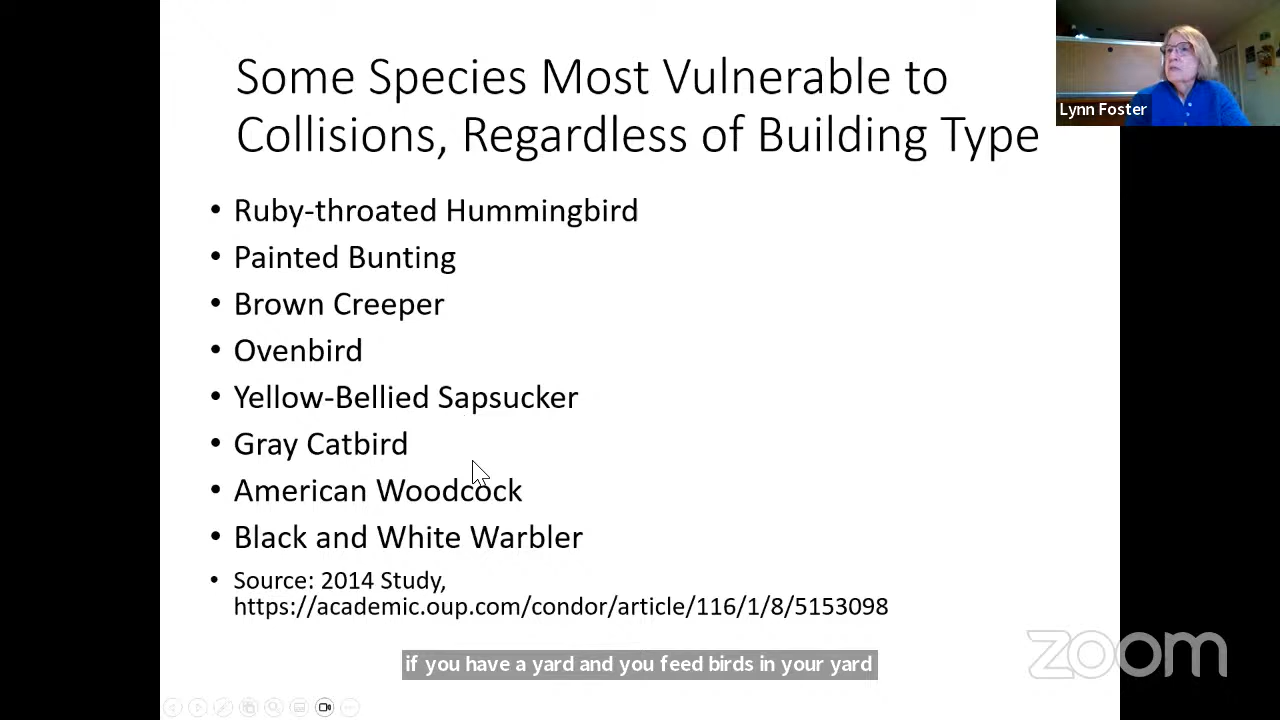 Some Species Most Vulnerable to
Collisions, Regardless of Building Type
• Ruby-throated Hummingbird
• Painted Bunting
• Brown Creeper
• Ovenbird
• Yellow-Bellied Sapsucker
• Gray Catbird
• American Woodcock
• Black and White Warbler
• Source: 2014 Study,
https://academic.oup.com/condor/article/116/1/8/5153098
Lynn Foster
if you have a yard and you feed birds in your yard
zoom